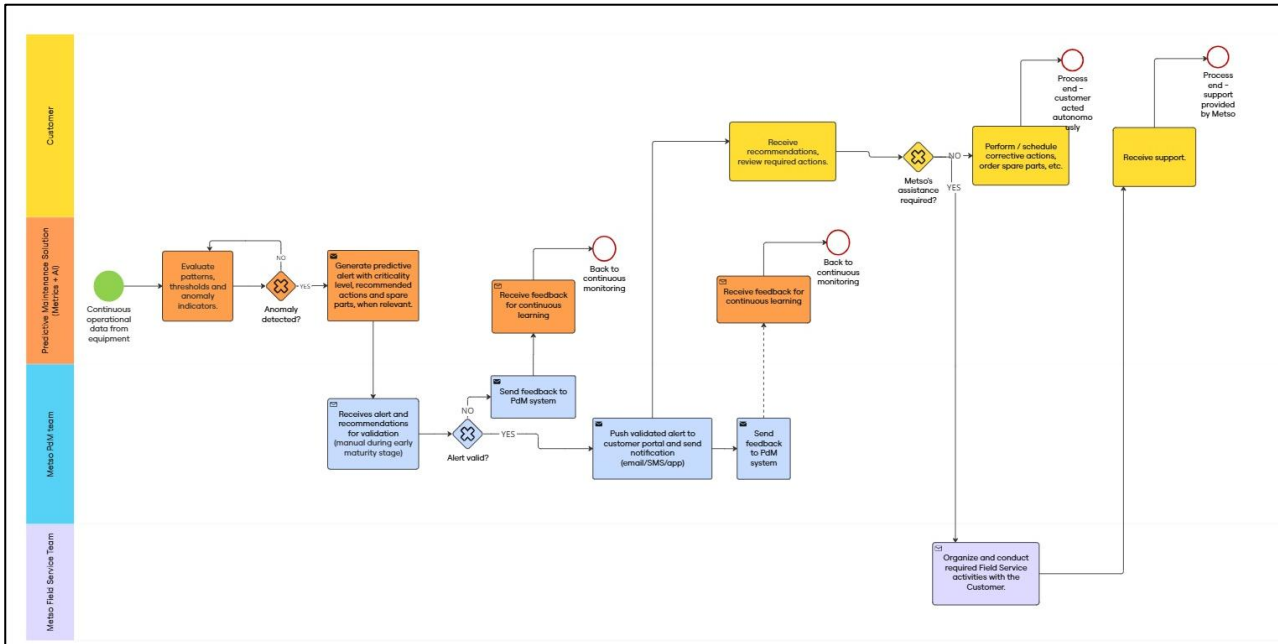 Customer
Process
end -
customer
acted
autonomo
usly
Process
end -
support
provided
by Metso
Receive
recommendations,
review required actions.
Metso's
assistance
required?
NO
YES
Perform / schedule
corrective actions,
order spare parts, etc.
Receive support.
Predictive Maintenance Solution
(Metrics + AI)
Continuous
operational
data from
equipment
Evaluate
patterns,
thresholds and
anomaly
indicators.
NO
Anomaly
detected?
YES
Generate predictive
alert with criticality
level, recommended
actions and spare
parts, when relevant.
Receive feedback
for continuous
learning
Back to
continuous
monitoring
Receive feedback for
continuous learning
Back to
continuous
monitoring
Metso PdM team
Receives alert and
recommendations
for validation
(manual during early
maturity stage)
Alert valid?
NO
YES
Send feedback to
PdM system
Push validated alert to
customer portal and send
notification
(email/SMS/app)
Send
feedback
to PdM
system
Metso Field Service Team
Organize and conduct
required Field Service
activities with the
Customer.